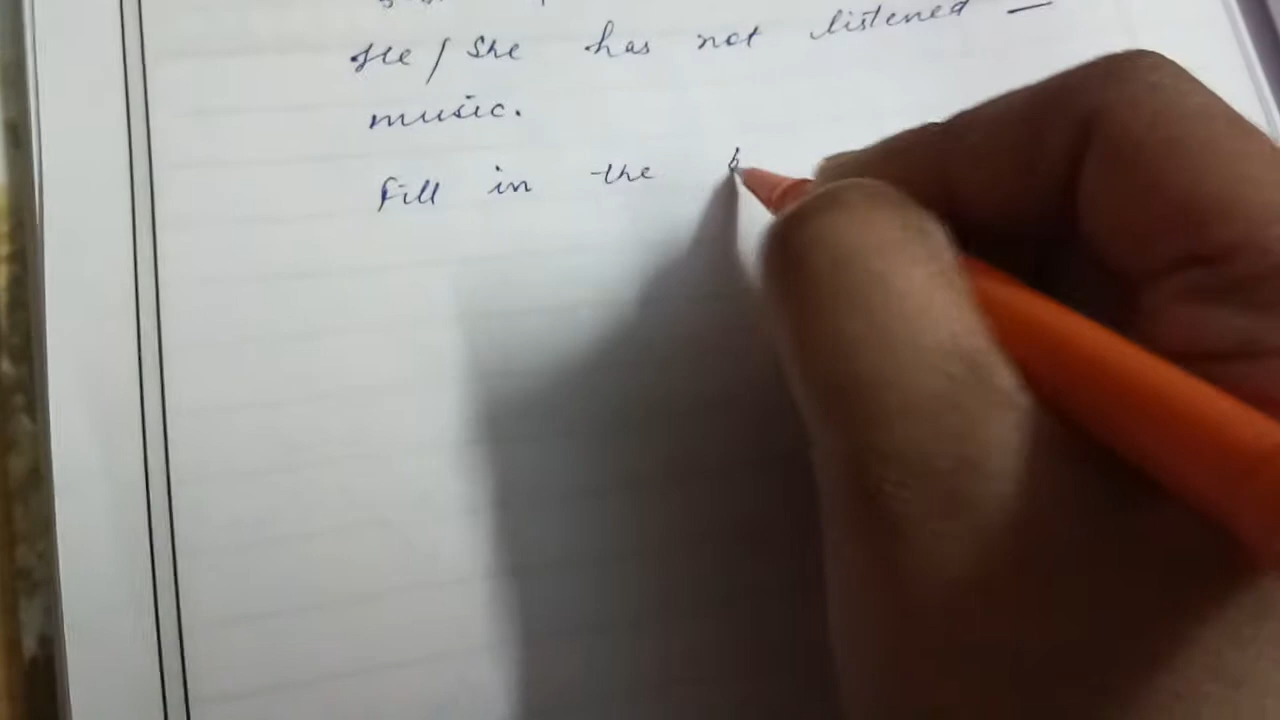 He / She has not listened —
music.
Fill in the b